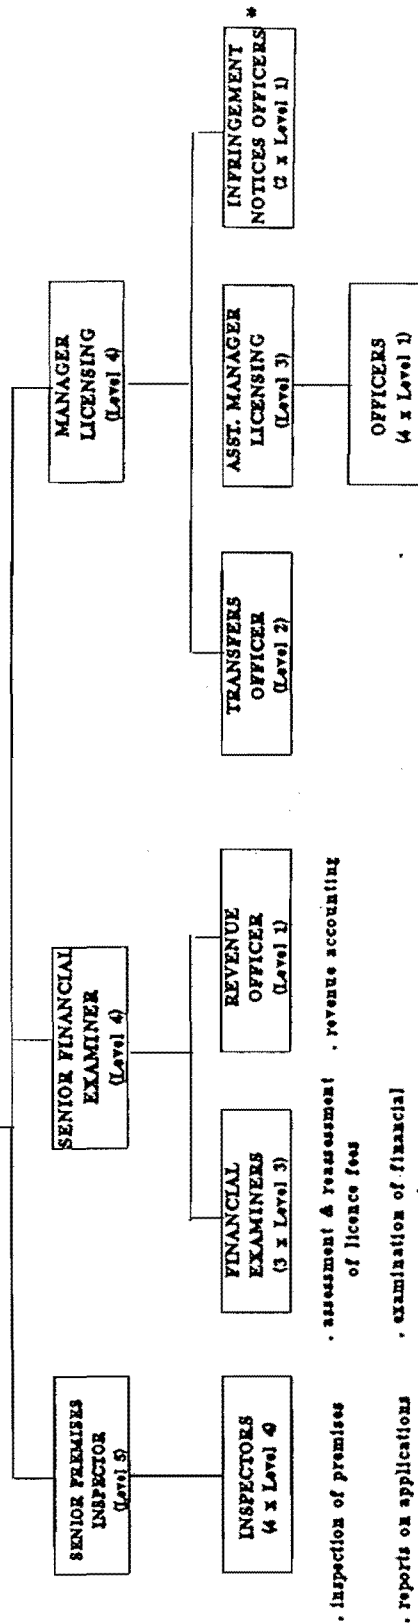 SENIOR PREMISES
INSPECTOR
(Level 5)
SENIOR FINANCIAL
EXAMINER
(Level 4)
MANAGER
LICENSING
(Level 4)
INSPECTORS
(4 x Level 4)
FINANCIAL
EXAMINERS
(3 x Level 3)
REVENUE
OFFICER
(Level 1)
TRANSFERS
OFFICER
(Level 2)
ASST. MANAGER
LICENSING
(Level 3)
INFRINGEMENT
NOTICES OFFICERS
(2 x Level 1)
*
OFFICERS
(4 x Level 1)
. inspection of premises
. assessment & reassessment
of licence fees
. revenue accounting
. reports on applications
. examination of financial